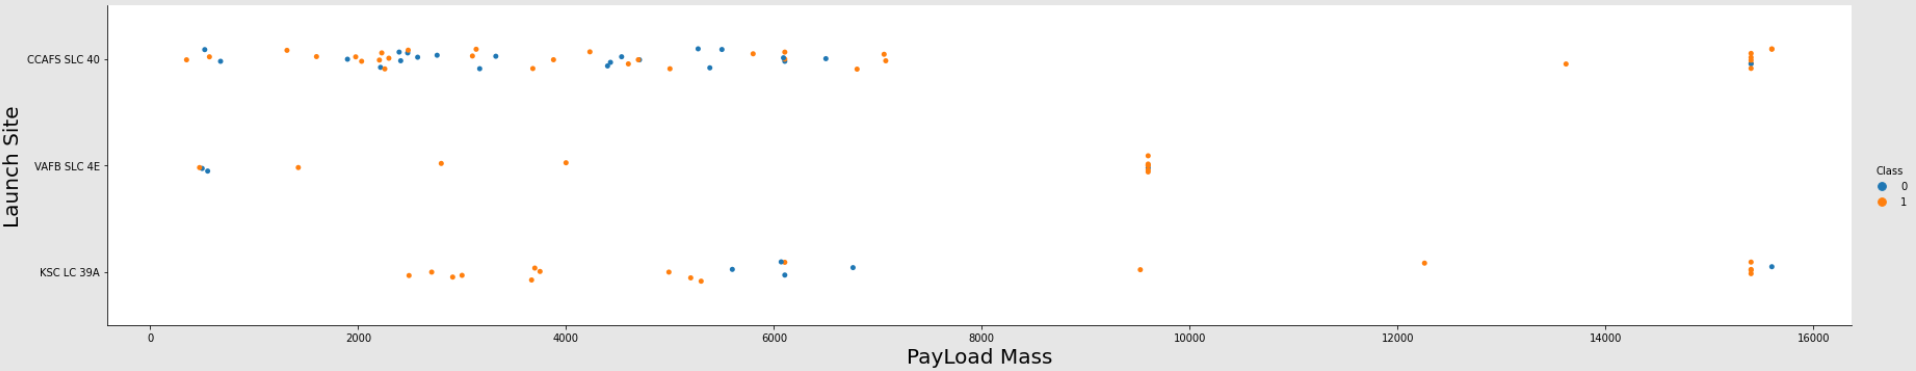 Launch Site
CCAFS SLC 40
VAFB SLC 4E
KSC LC 39A
0 2000 4000 6000 8000 10000 12000 14000 16000
PayLoad Mass
Class
0
1